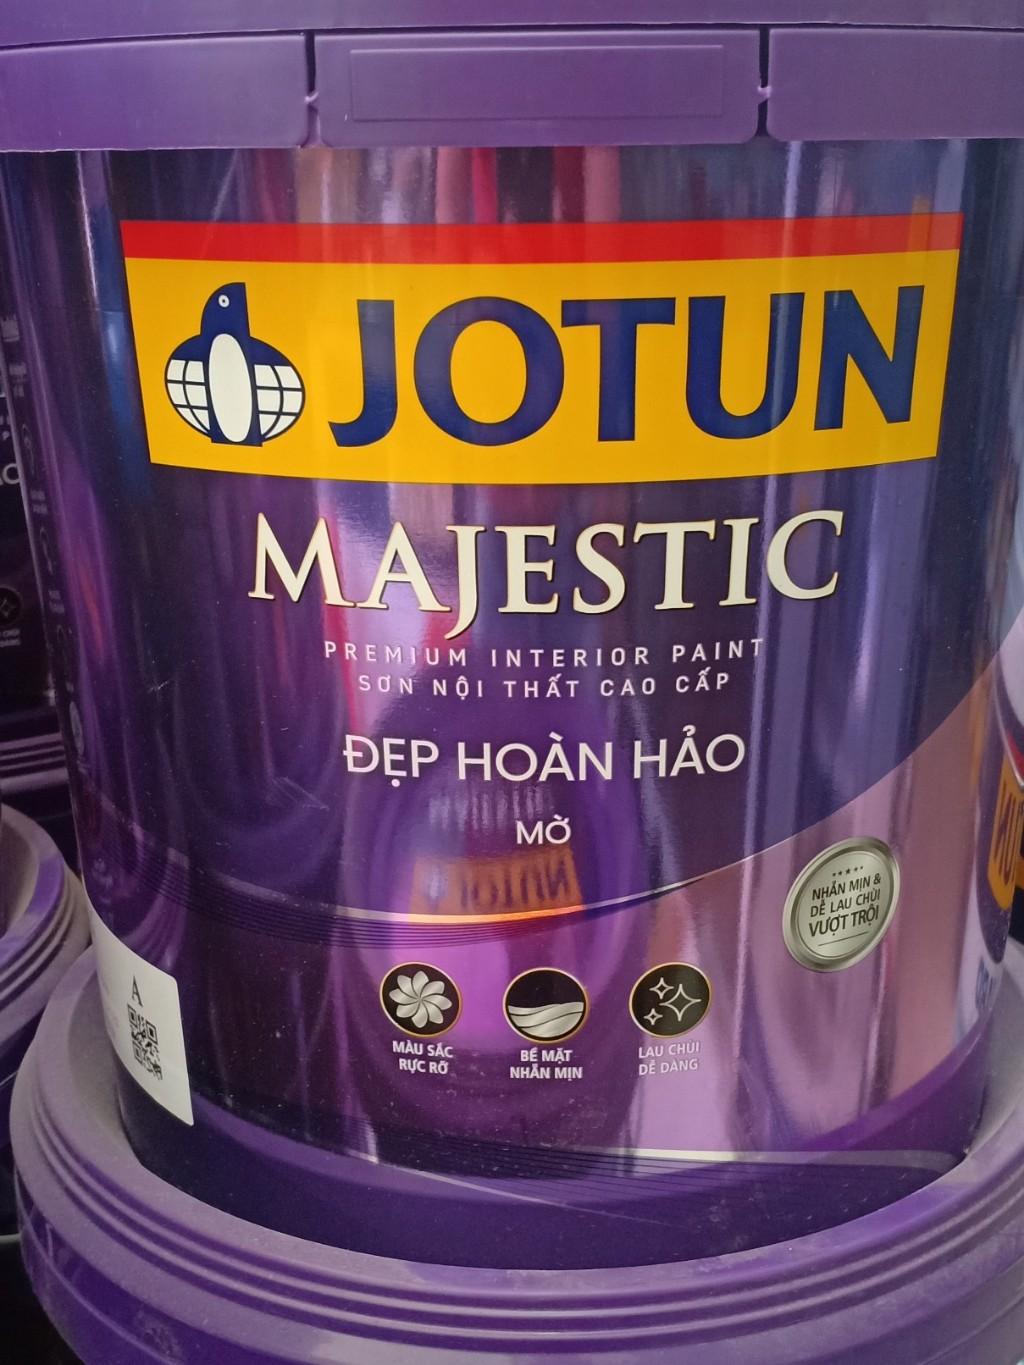 JOTUN
MAJESTIC
PREMIUM INTERIOR PAINT
SƠN NỘI THẤT CAO CẤP
ĐẸP HOÀN HẢO
MỜ
NHẴN MỊN &
DỄ LAU CHÙI
VƯỢT TRỘI
MÀU SẮC
RỰC RỠ
BỀ MẶT
NHẴN MỊN
LAU CHÙI
DỄ DÀNG
A